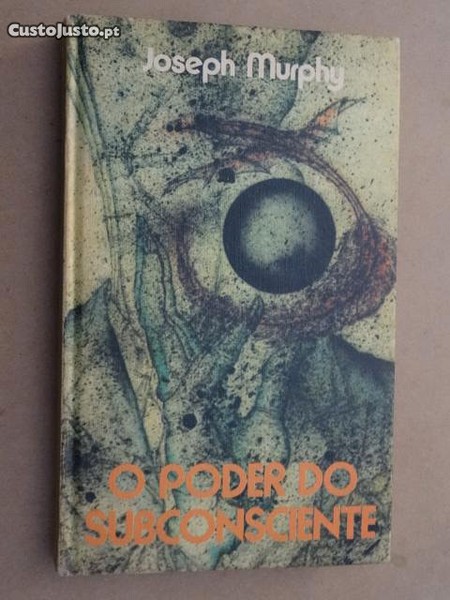 CustoJusto.pt
Joseph Murphy
O PODER DO
SUBCONSCIENTE